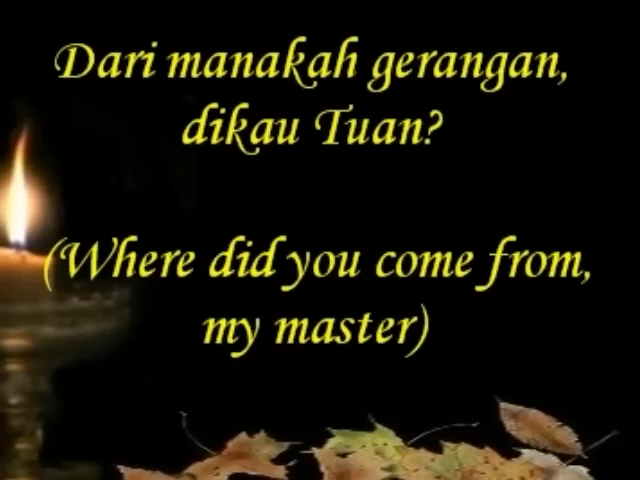 Dari manakah gerangan,
dikau Tuan?
(Where did you come from,
my master)